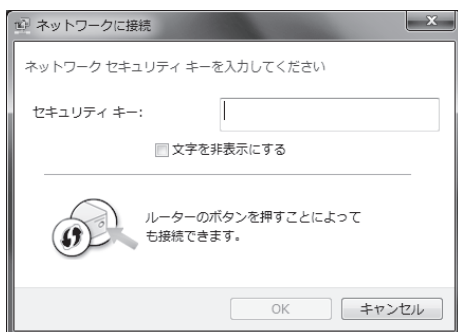 ネットワークに接続
ネットワーク セキュリティ キーを入力してください
セキュリティ キー:
文字を非表示にする
ルーターのボタンを押すことによって
も接続できます。
OK
キャンセル